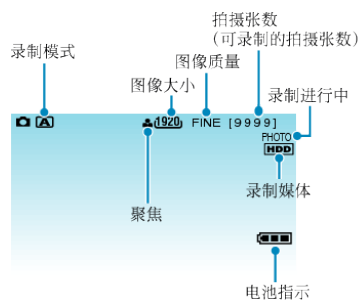 拍摄张数
(可录制的拍摄张数)
录制模式
图像质量
图像大小
录制进行中
A
1920
FINE [9999]
PHOTO
HDD
聚焦
录制媒体
电池指示